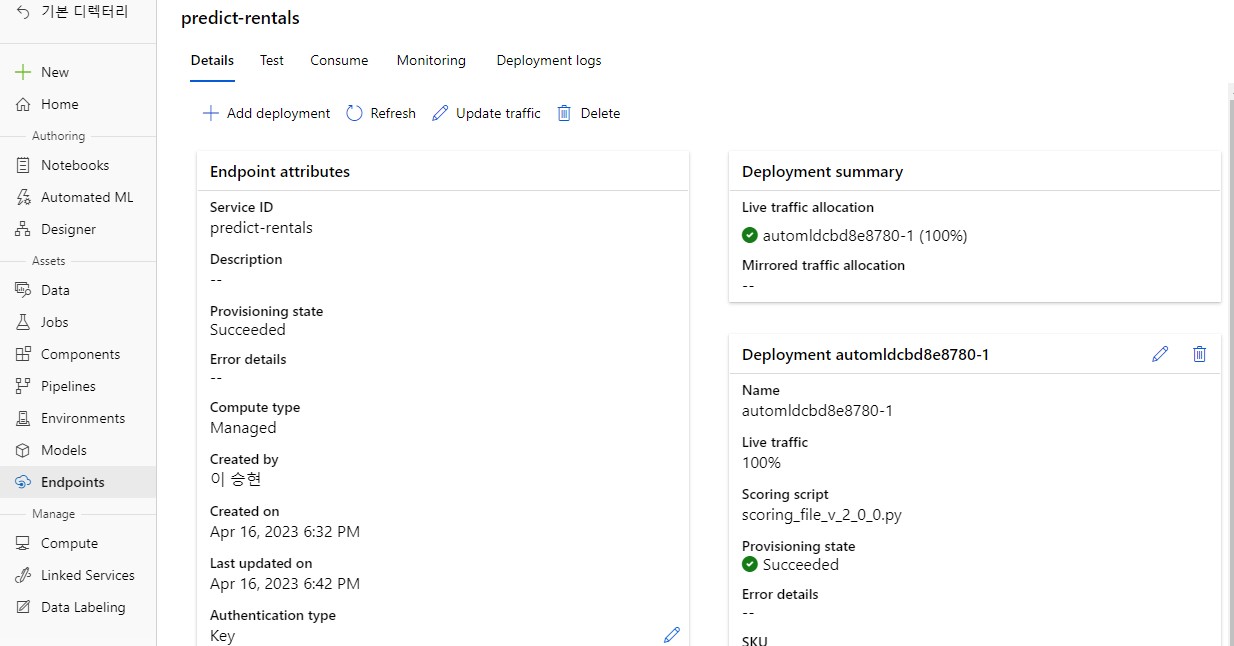 기본 디렉터리
New
Home
Authoring
Notebooks
Automated ML
Designer
Assets
Data
Jobs
Components
Pipelines
Environments
Models
Endpoints
Manage
Compute
Linked Services
Data Labeling
predict-rentals
Details Test Consume Monitoring Deployment logs
Add deployment Refresh Update traffic Delete
Endpoint attributes
Service ID
predict-rentals
Description
--
Provisioning state
Succeeded
Error details
--
Compute type
Managed
Created by
이 승현
Created on
Apr 16, 2023 6:32 PM
Last updated on
Apr 16, 2023 6:42 PM
Authentication type
Key
Deployment summary
Live traffic allocation
automldcbd8e8780-1 (100%)
Mirrored traffic allocation
--
Deployment automldcbd8e8780-1
Name
automldcbd8e8780-1
Live traffic
100%
Scoring script
scoring_file_v_2_0_0.py
Provisioning state
Succeeded
Error details
--
SKU